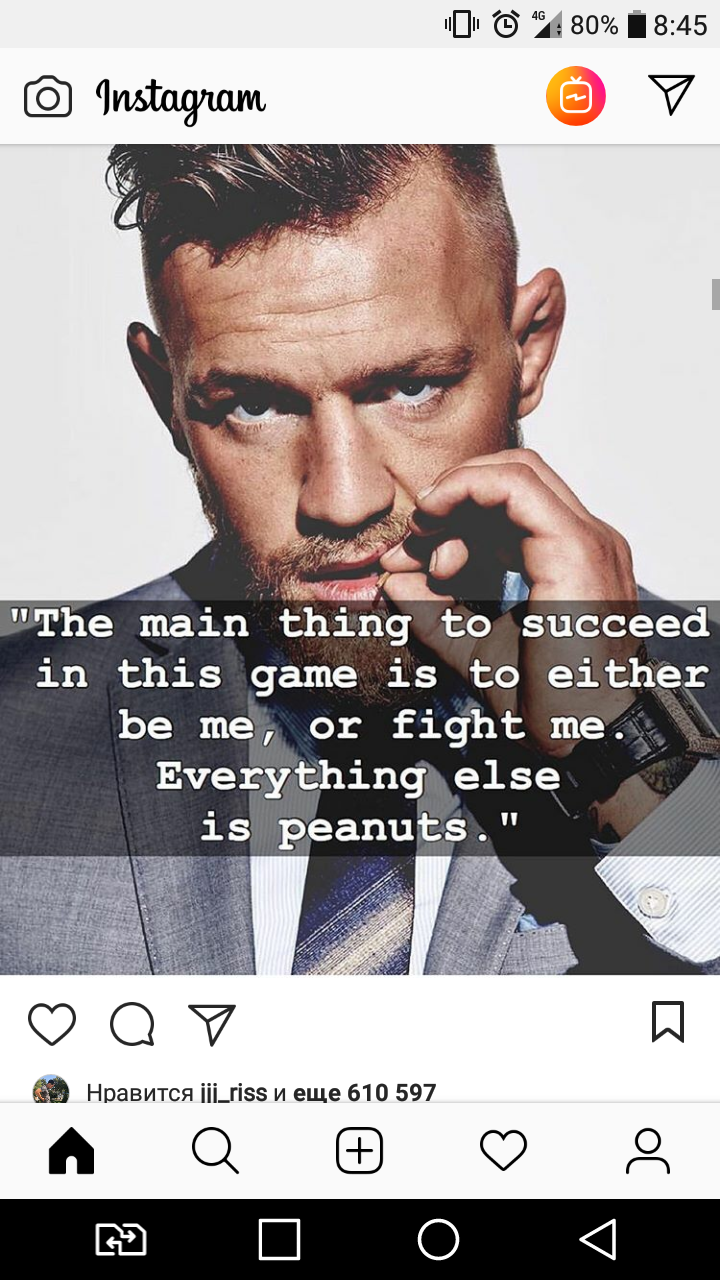 4G 80% 8:45
Instagram
"The main thing to succeed
in this game is to either
be me, or fight me.
Everything else
is peanuts."
Нравится jjj_riss и еще 610 597